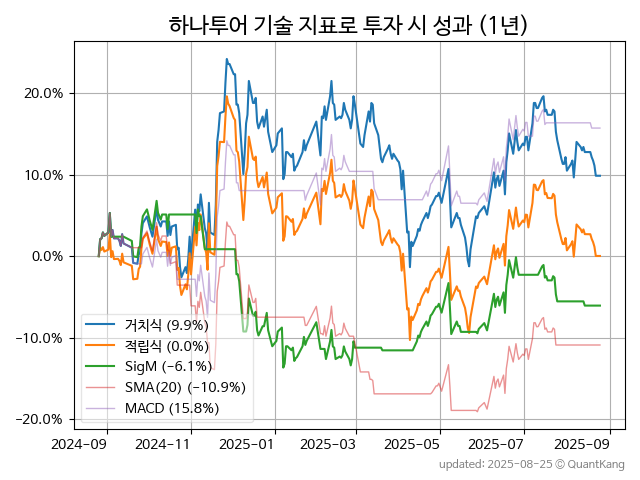 하나투어 기술 지표로 투자 시 성과 (1년)
20.0%
10.0%
0.0%
−10.0%
−20.0%
거치식 (9.9%)
적립식 (0.0%)
SigM (−6.1%)
SMA(20) (−10.9%)
MACD (15.8%)
2024-09 2024-11 2025-01 2025-03 2025-05 2025-07 2025-09
updated: 2025-08-25 © QuantKang